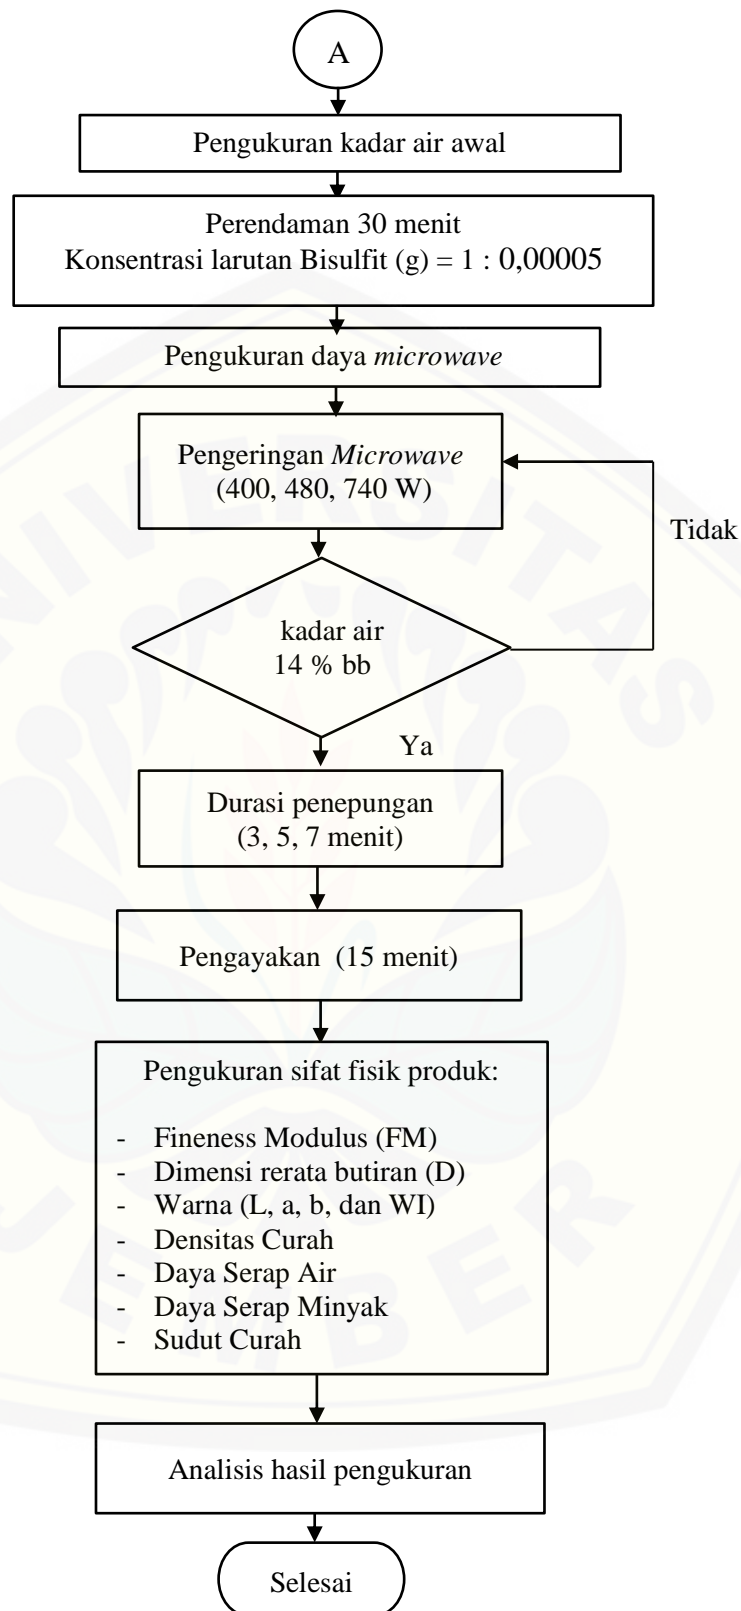 A
Pengukuran kadar air awal
Perendaman 30 menit
Konsentrasi larutan Bisulfit (g) = 1 : 0,00005
Pengukuran daya microwave
Pengeringan Microwave
(400, 480, 740 W)
Tidak
kadar air
14 % bb
Ya
Durasi penepungan
(3, 5, 7 menit)
Pengayakan (15 menit)
Pengukuran sifat fisik produk:
- Fineness Modulus (FM)
- Dimensi rerata butiran (D)
- Warna (L, a, b, dan WI)
- Densitas Curah
- Daya Serap Air
- Daya Serap Minyak
- Sudut Curah
Analisis hasil pengukuran
Selesai
UNIVERSITAS
JEMBER